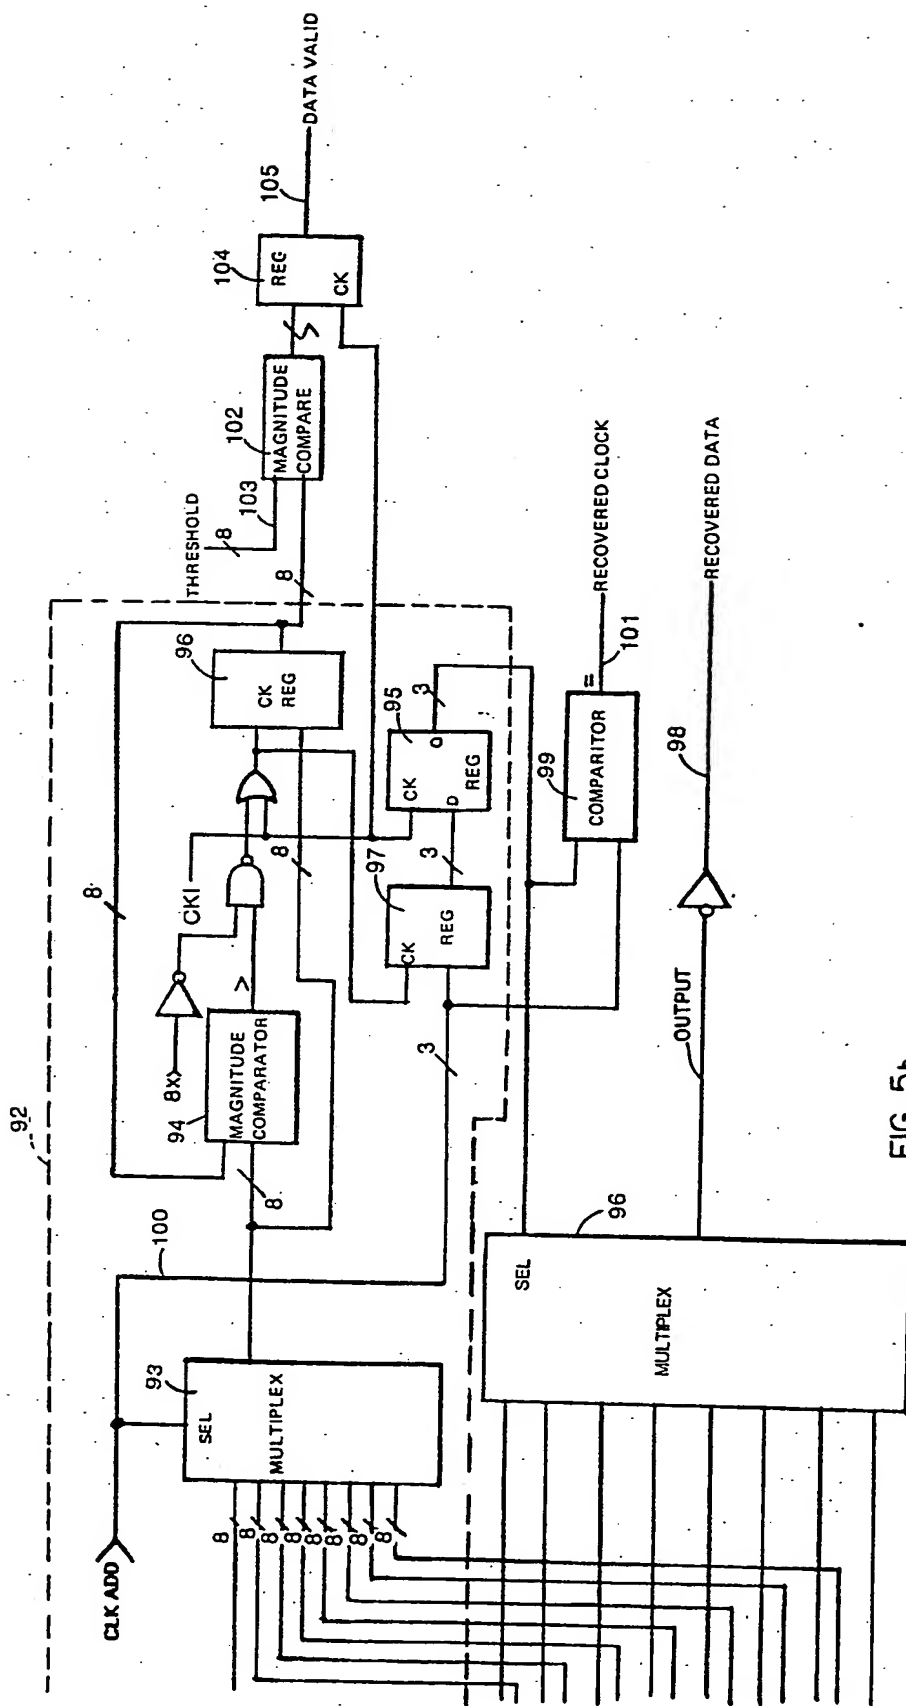 92
CLK ADD
100
93
SEL
MULTIPLEX
8
8
8
8
8
8
8
8
8
94
MAGNITUDE
COMPARATOR
>
8X
8
CKI
8
96
CK
REG
97
CK
REG
3
3
95
CK
D
Q
REG
3
THRESHOLD
8
103
8
102
MAGNITUDE
COMPARE
104
REG
CK
105
DATA VALID
99
COMPARITOR
=
101
RECOVERED CLOCK
SEL
96
MULTIPLEX
OUTPUT
98
RECOVERED DATA